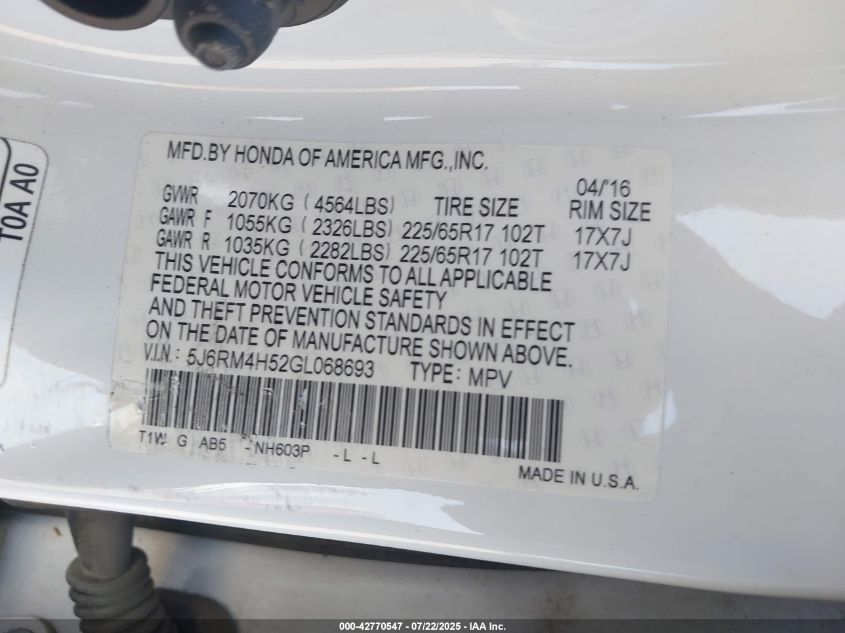 T0A A0
MFD.BY HONDA OF AMERICA MFG.,INC.
04/'16
GVWR 2070KG ( 4564LBS) TIRE SIZE RIM SIZE
GAWR F 1055KG ( 2326LBS) 225/65R17 102T 17X7J
GAWR R 1035KG ( 2282LBS) 225/65R17 102T 17X7J
THIS VEHICLE CONFORMS TO ALL APPLICABLE
FEDERAL MOTOR VEHICLE SAFETY
AND THEFT PREVENTION STANDARDS IN EFFECT
ON THE DATE OF MANUFACTURE SHOWN ABOVE.
V.I.N: 5J6RM4H52GL068693 TYPE: MPV
T1W G AB5 - NH603P - L - L
MADE IN U.S.A.
000-42770547 | 07/22/2025 | IAA Inc.